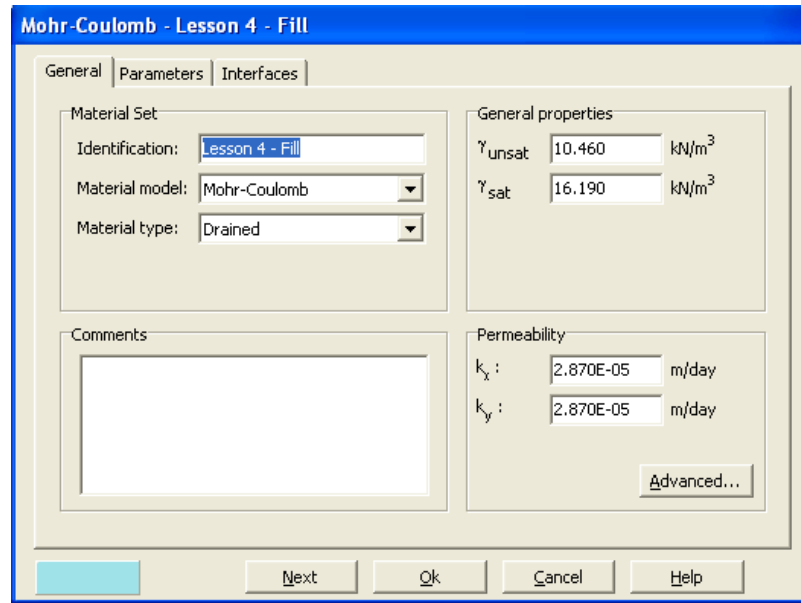 Mohr-Coulomb - Lesson 4 - Fill
General Parameters Interfaces
Material Set
Identification: Lesson 4 - Fill
Material model: Mohr-Coulomb
Material type: Drained
General properties
γunsat 10.460 kN/m³
γsat 16.190 kN/m³
Comments
Permeability
kx : 2.870E-05 m/day
ky : 2.870E-05 m/day
Advanced...
Next Ok Cancel Help